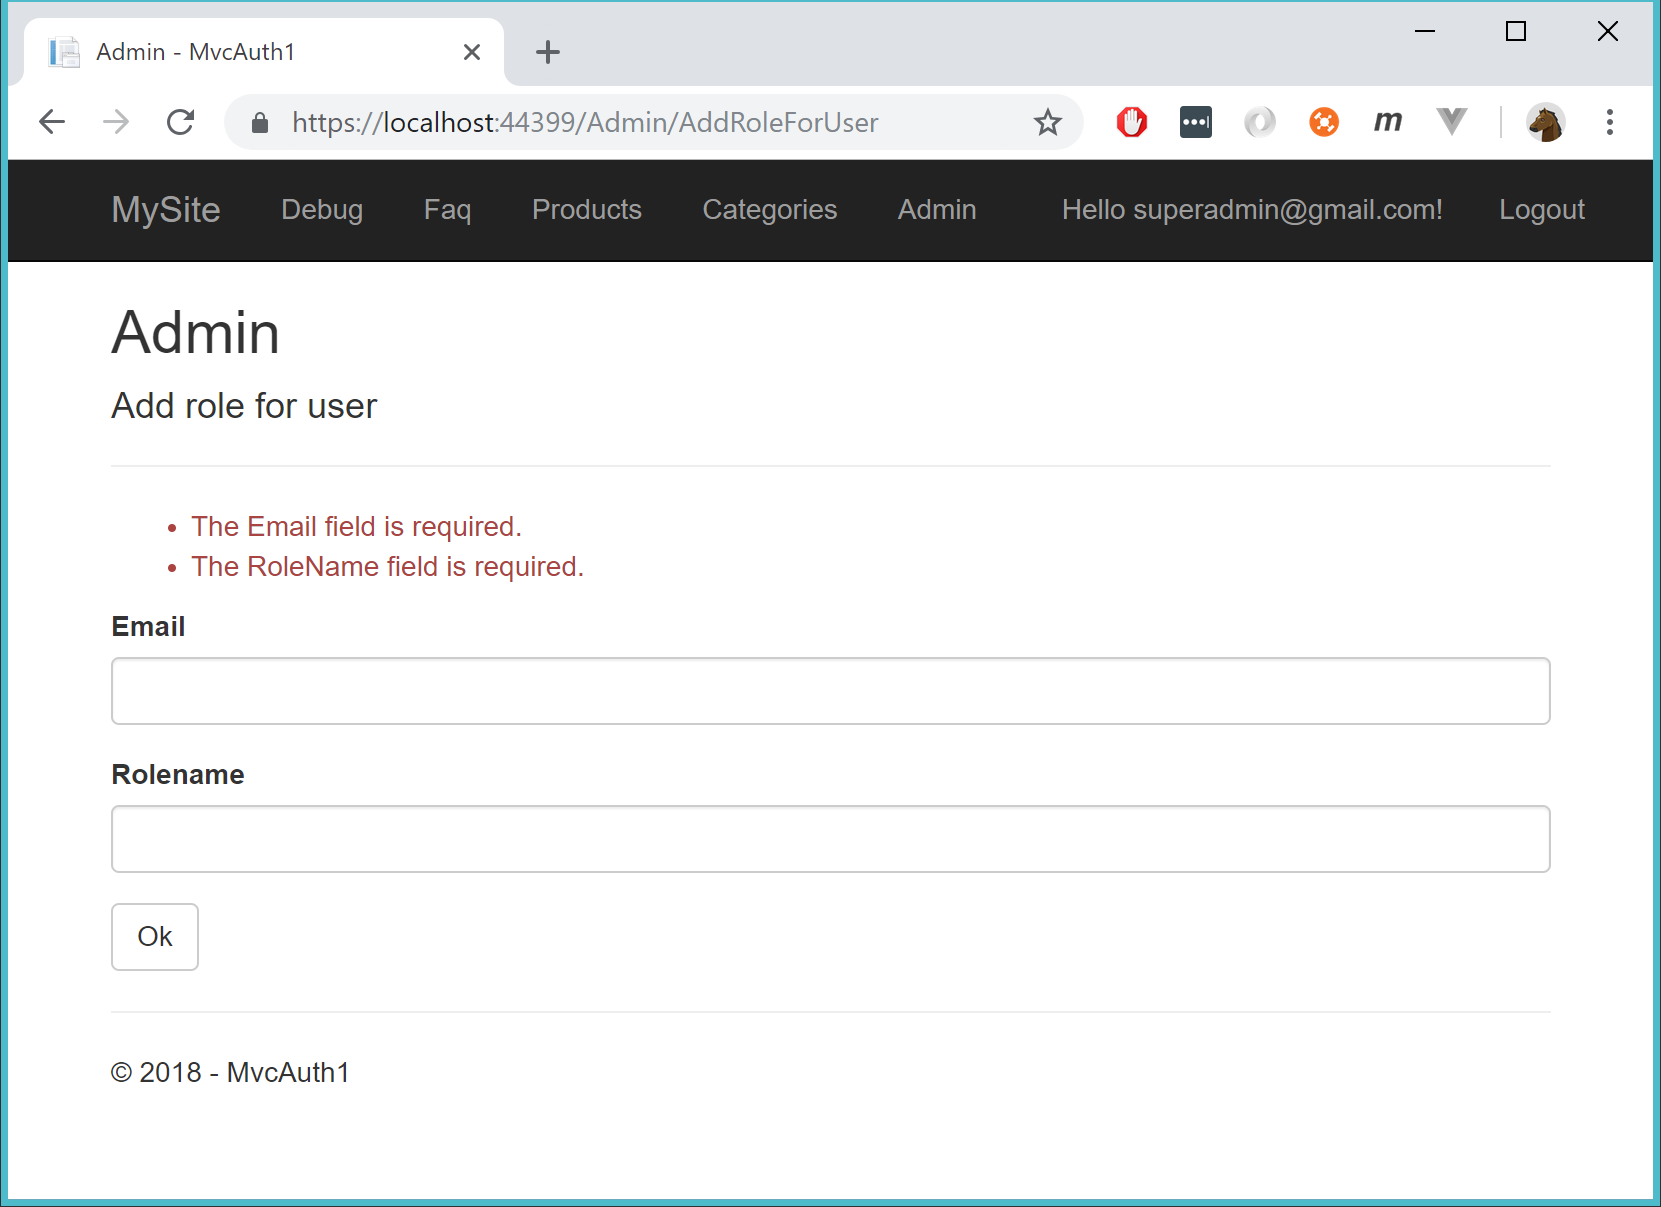 Admin - MvcAuth1
https://localhost:44399/Admin/AddRoleForUser
m
MySite Debug Faq Products Categories Admin Hello superadmin@gmail.com! Logout
Admin
Add role for user
The Email field is required.
The RoleName field is required.
Email
Rolename
Ok
© 2018 - MvcAuth1